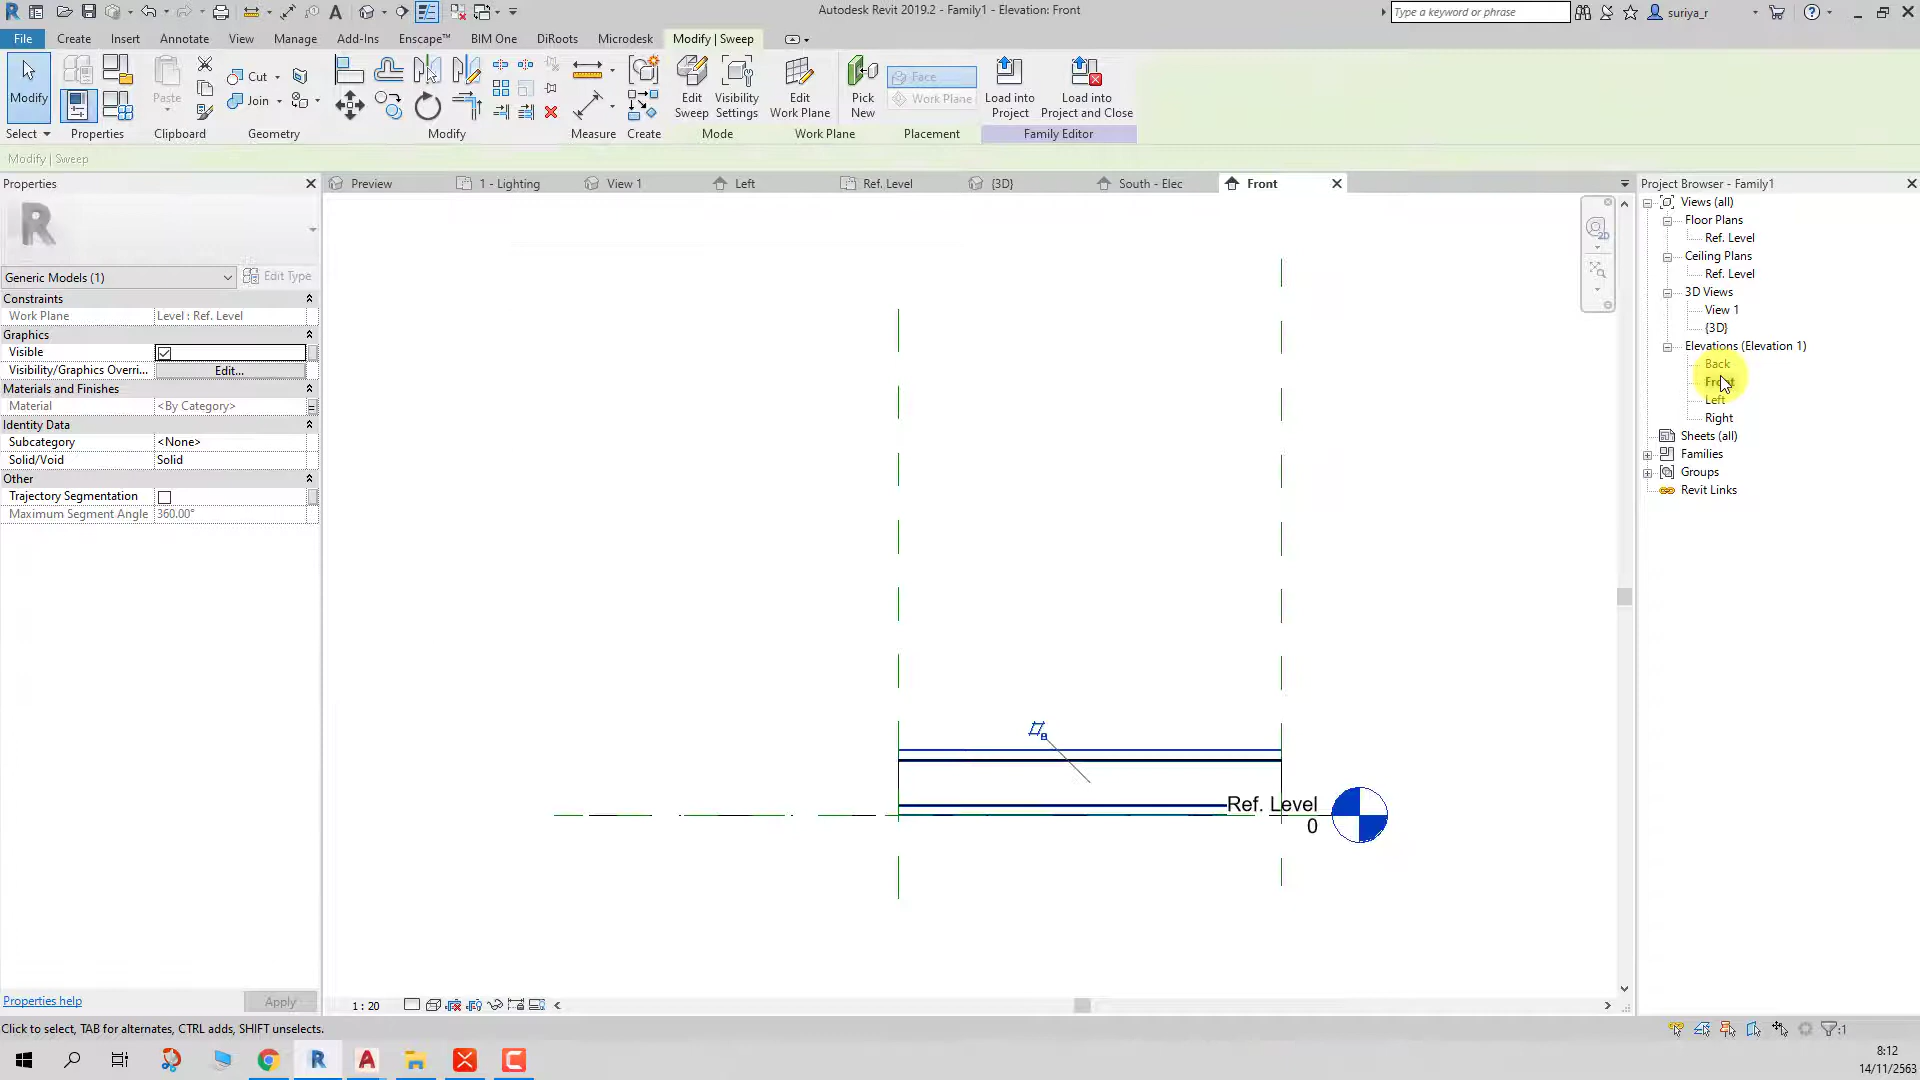 Autodesk Revit 2019.2 - Family1 - Elevation: Front
Type a keyword or phrase
suriya_r
File Create Insert Annotate View Manage Add-Ins Enscape™ BIM One DiRoots Microdesk Modify | Sweep
Modify
Paste
Cut
Join
Edit Sweep
Visibility Settings
Edit Work Plane
Pick New
Face
Work Plane
Load into Project
Load into Project and Close
Select Properties Clipboard Geometry Modify Measure Create Mode Work Plane Placement Family Editor
Modify | Sweep
Properties
Preview
1 - Lighting
View 1
Left
Ref. Level
{3D}
South - Elec
Front
Project Browser - Family1
Generic Models (1)
Edit Type
Constraints
Work Plane Level : Ref. Level
Graphics
Visible
Visibility/Graphics Overri... Edit...
Materials and Finishes
Material <By Category>
Identity Data
Subcategory <None>
Solid/Void Solid
Other
Trajectory Segmentation
Maximum Segment Angle 360.00°
Properties help
Apply
Ref. Level
0
Views (all)
Floor Plans
Ref. Level
Ceiling Plans
Ref. Level
3D Views
View 1
{3D}
Elevations (Elevation 1)
Back
Front
Left
Right
Sheets (all)
Families
Groups
Revit Links
1 : 20
Click to select, TAB for alternates, CTRL adds, SHIFT unselects.
:1
8:12
14/11/2563